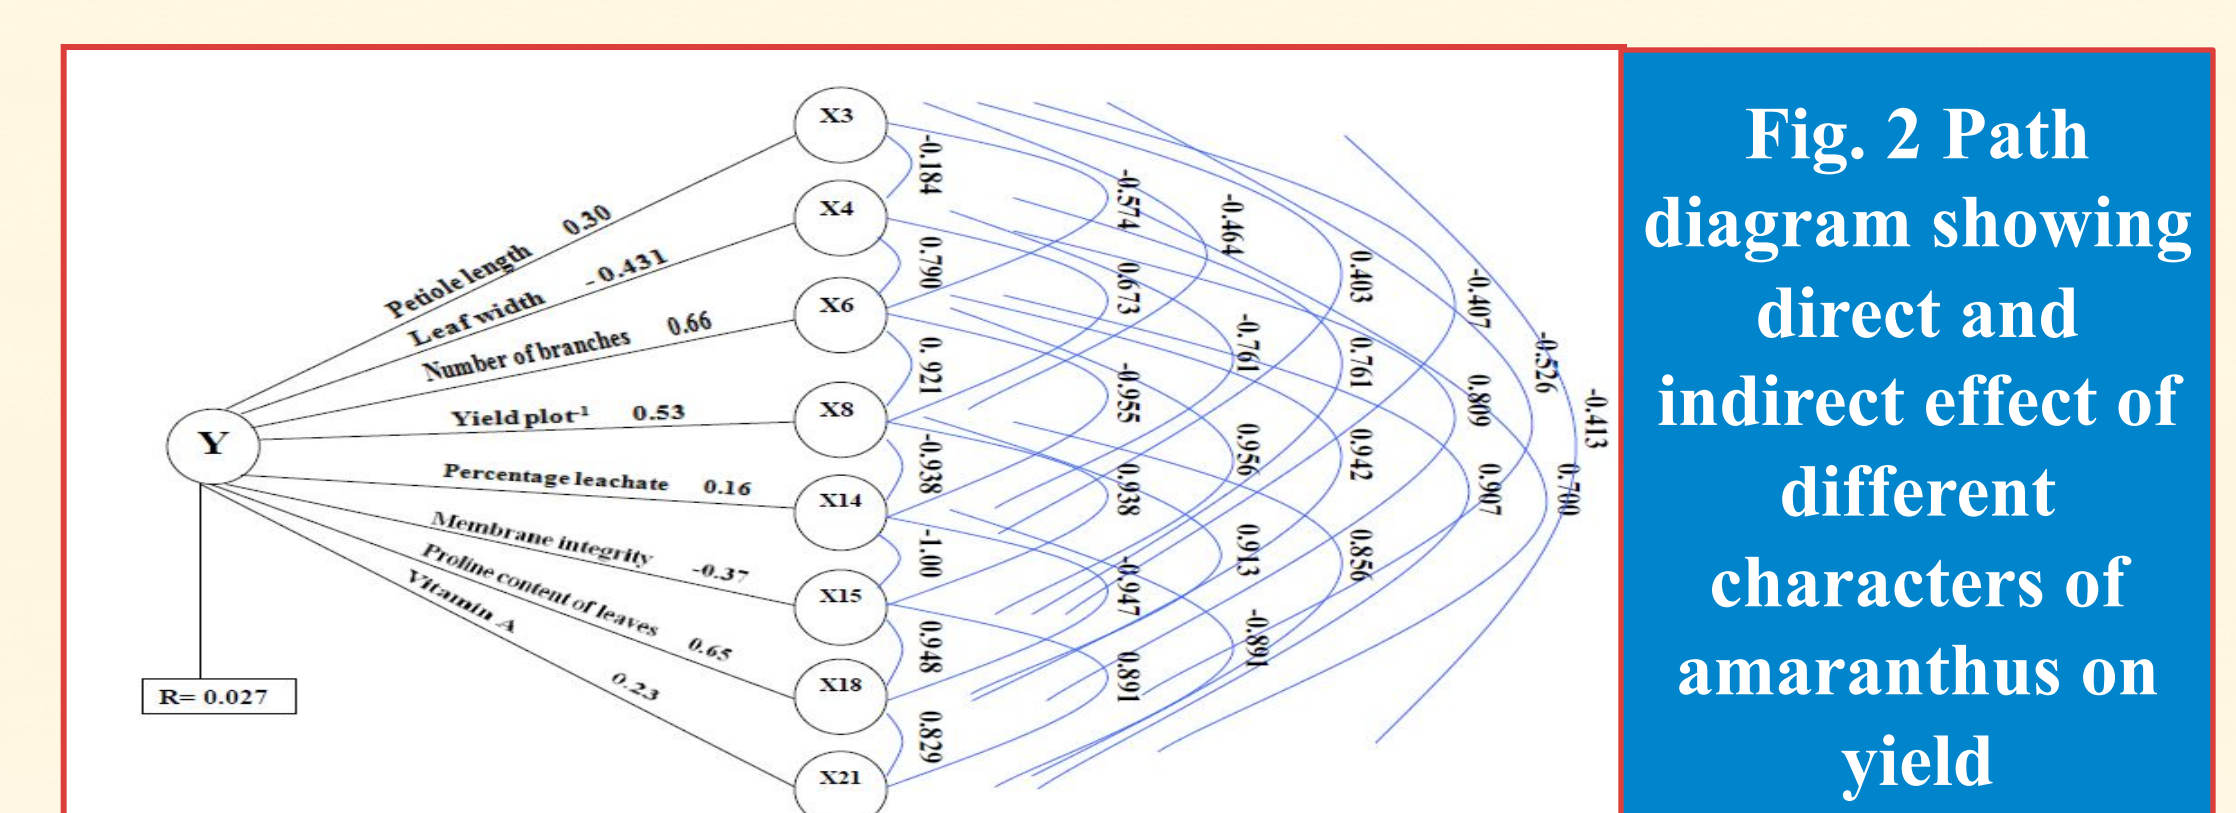 X3
X4
X6
X8
X14
X15
X18
X21
Y
R= 0.027
Petiole length 0.30
Leaf width - 0.431
Number of branches 0.66
Yield plot-1 0.53
Percentage leachate 0.16
Membrane integrity -0.37
Proline content of leaves 0.65
Vitamin A 0.23
-0.184
0.790
0. 921
-0.938
-1.00
0.948
0.829
-0.574
0.673
-0.955
0.938
-0.947
0.891
-0.464
-0.761
0.956
0.913
-0.891
0.403
0.761
0.942
0.856
-0.407
0.809
0.907
-0.526
0.700
-0.413
Fig. 2 Path
diagram showing
direct and
indirect effect of
different
characters of
amaranthus on
yield